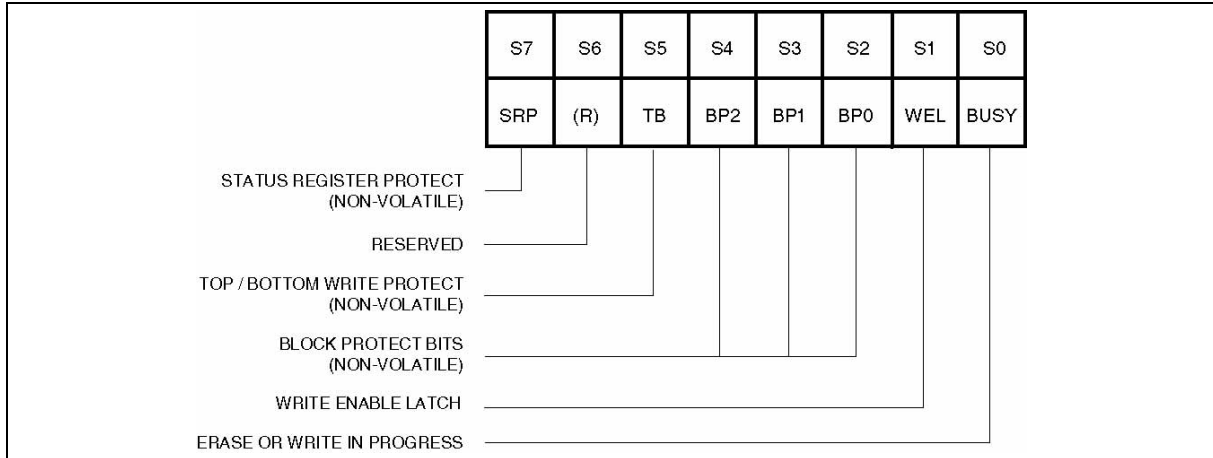 S7 S6 S5 S4 S3 S2 S1 S0
SRP (R) TB BP2 BP1 BP0 WEL BUSY
STATUS REGISTER PROTECT
(NON-VOLATILE)
RESERVED
TOP / BOTTOM WRITE PROTECT
(NON-VOLATILE)
BLOCK PROTECT BITS
(NON-VOLATILE)
WRITE ENABLE LATCH
ERASE OR WRITE IN PROGRESS